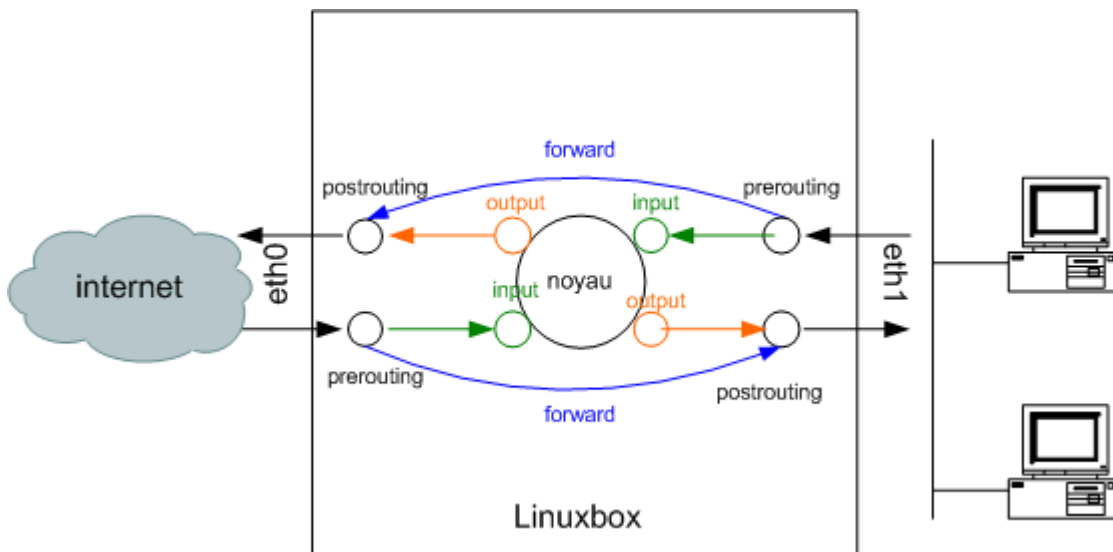 forward
postrouting
prerouting
output
input
eth0
internet
noyau
eth1
input
output
prerouting
postrouting
forward
Linuxbox